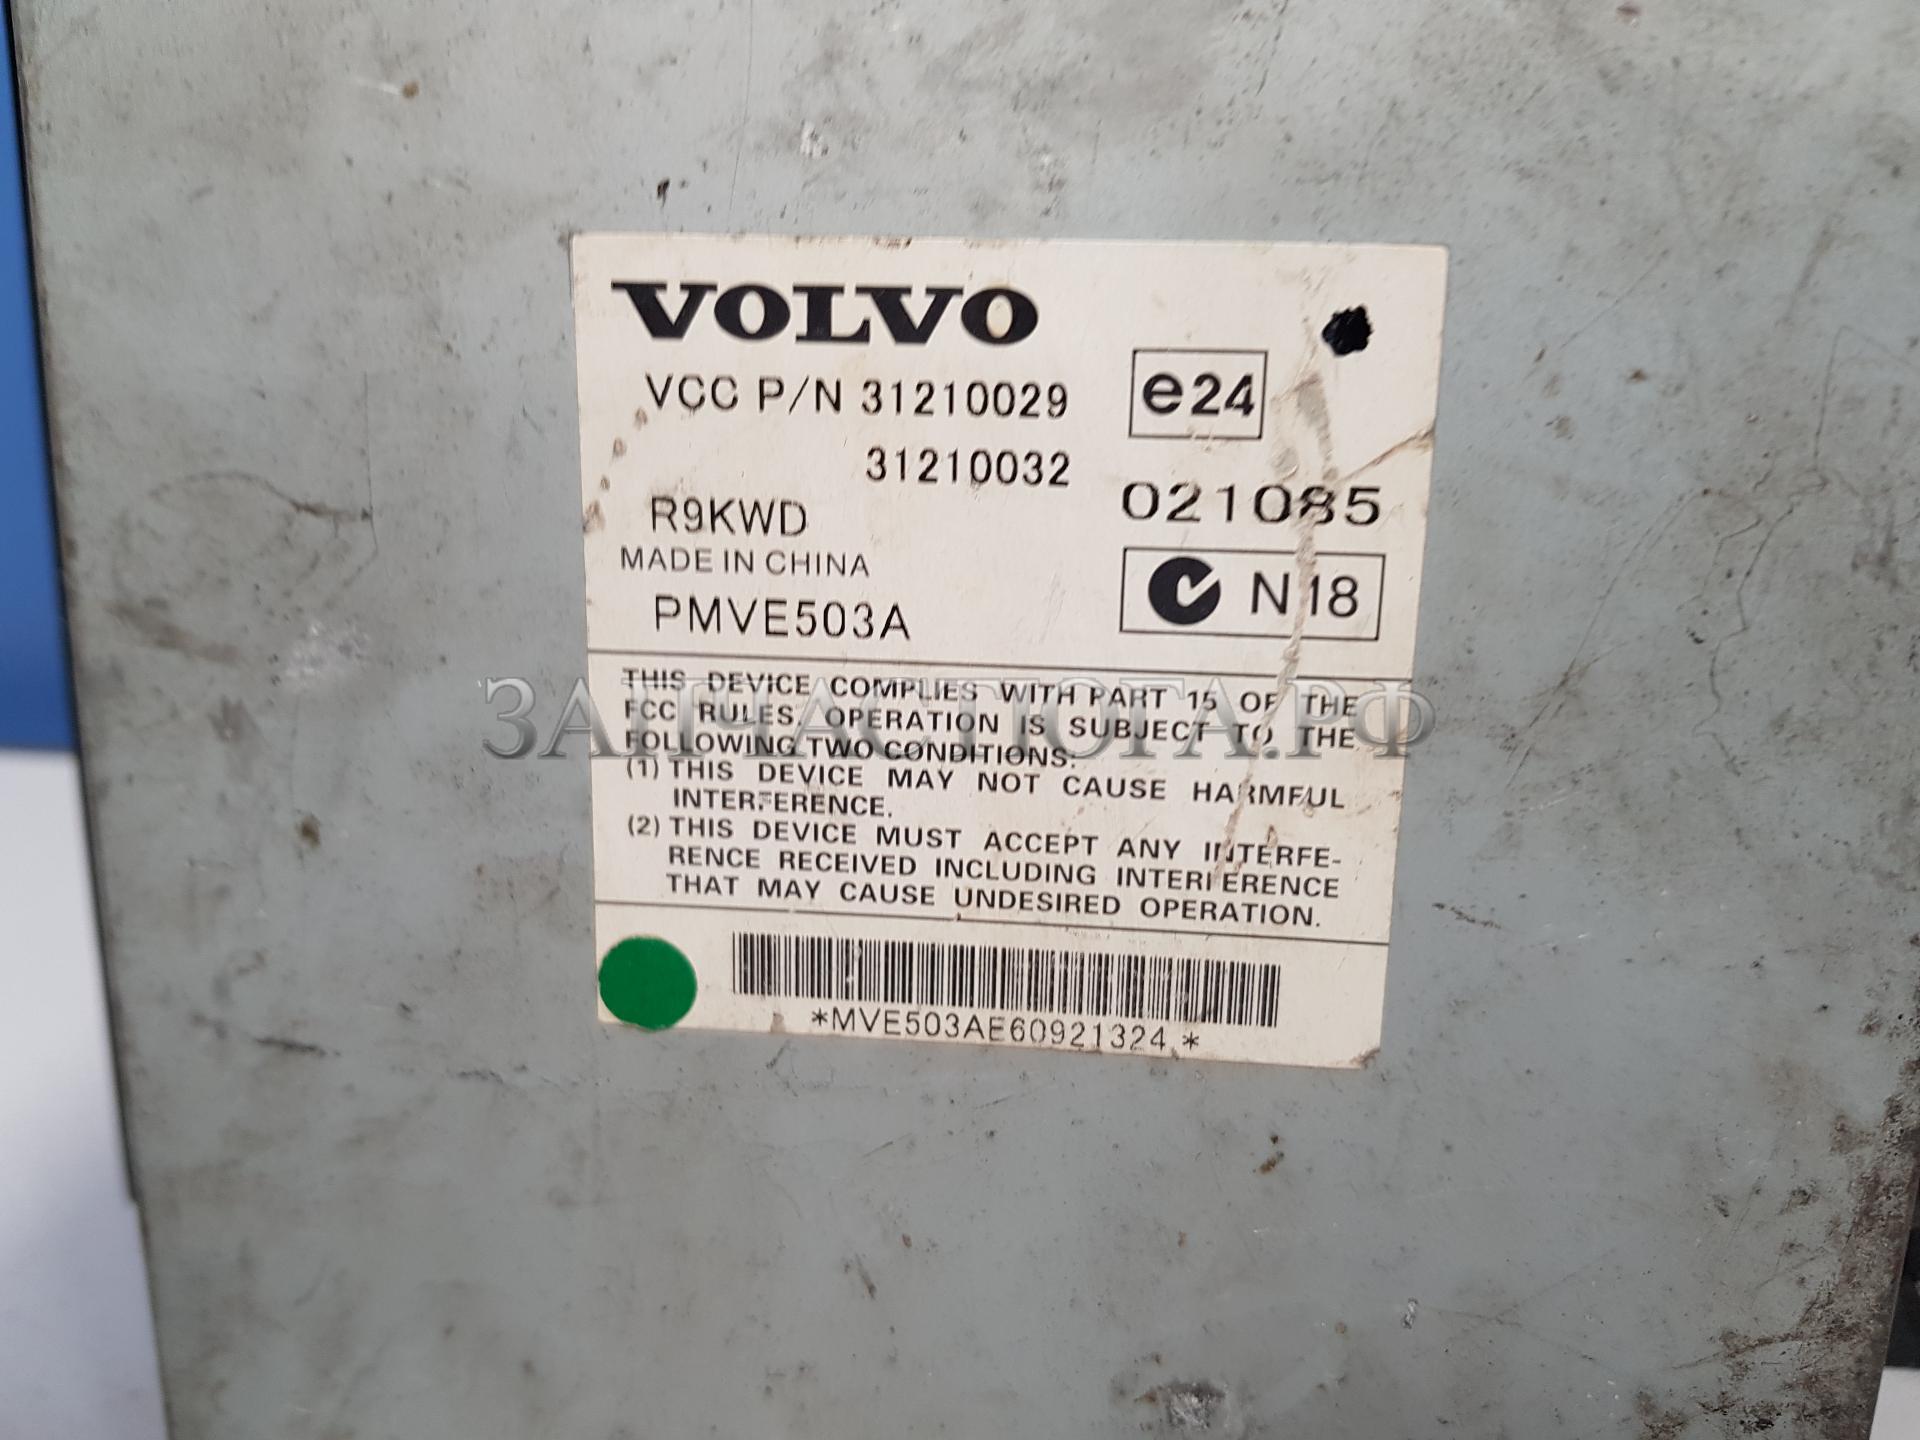 VOLVO
VCC P/N 31210029
e24
31210032
021085
R9KWD
MADE IN CHINA
N18
PMVE503A
THIS DEVICE COMPLIES WITH PART 15 OF THE
FCC RULES. OPERATION IS SUBJECT TO THE
FOLLOWING TWO CONDITIONS:
(1) THIS DEVICE MAY NOT CAUSE HARMFUL
INTERFERENCE.
(2) THIS DEVICE MUST ACCEPT ANY INTERFE-
RENCE RECEIVED INCLUDING INTERFERENCE
THAT MAY CAUSE UNDESIRED OPERATION.
*MVE503AE60921324*
ЗАПЧАСТЮГА.РФ